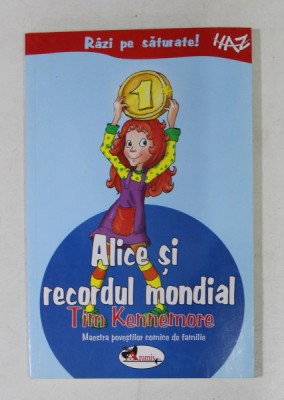 Râzi pe săturate!
HAZ
1
Alice și
recordul mondial
Tim Kennemore
Maestra poveștilor comice de familie
Aramis